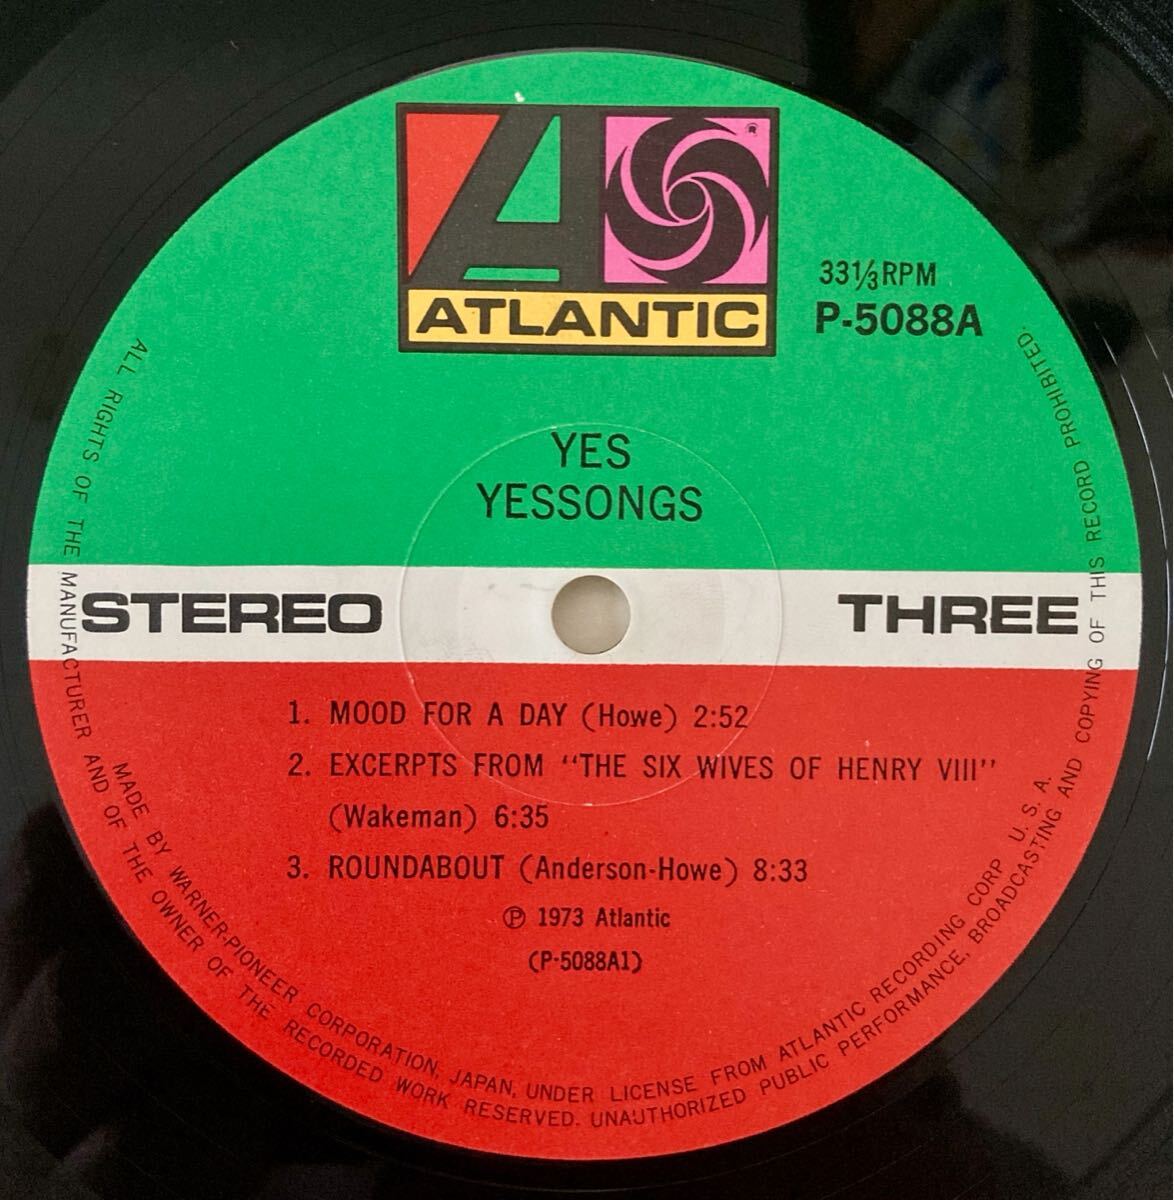 ATLANTIC
®
33⅓ RPM
P-5088A
YES
YESSONGS
STEREO
THREE
1. MOOD FOR A DAY (Howe) 2:52
2. EXCERPTS FROM “THE SIX WIVES OF HENRY VIII”
(Wakeman) 6:35
3. ROUNDABOUT (Anderson-Howe) 8:33
Ⓟ 1973 Atlantic
(P-5088A1)
MADE BY WARNER-PIONEER CORPORATION, JAPAN, UNDER LICENSE FROM ATLANTIC RECORDING CORP U. S. A.
ALL RIGHTS OF THE MANUFACTURER AND OF THE OWNER OF THE RECORDED WORK RESERVED. UNAUTHORIZED PUBLIC PERFORMANCE, BROADCASTING AND COPYING OF THIS RECORD PROHIBITED.